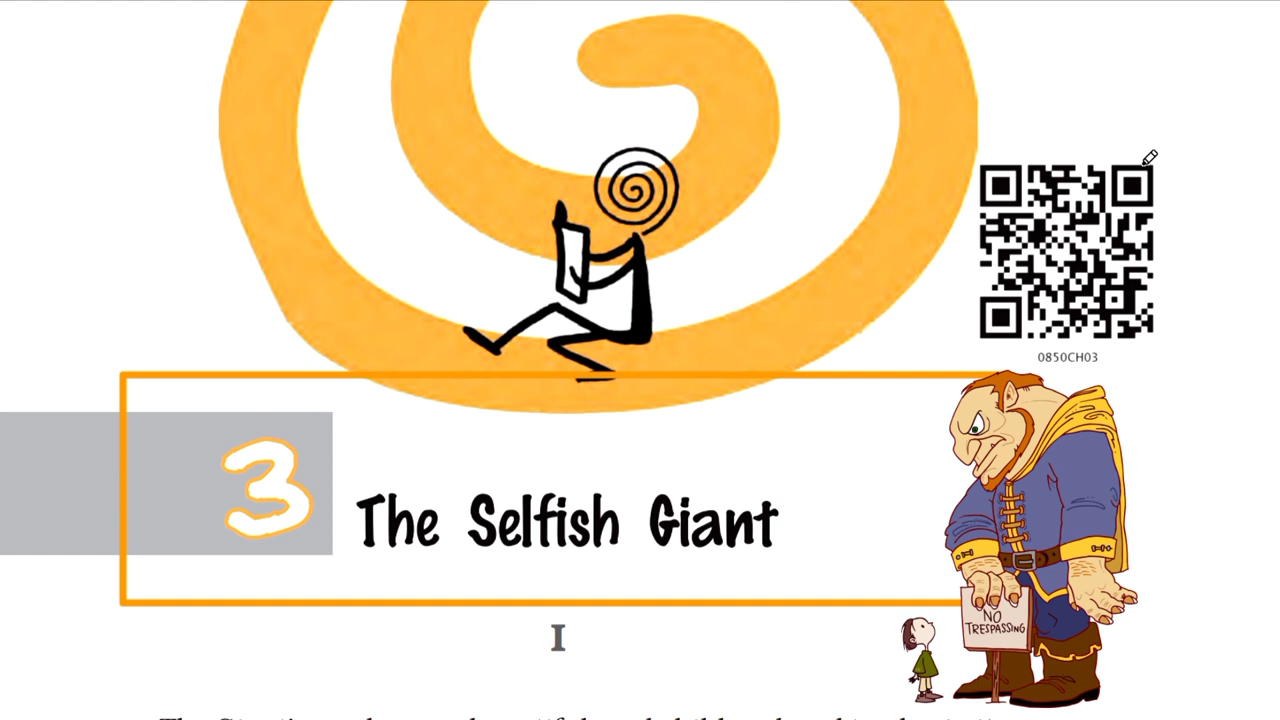 0850CH03
3
The Selfish Giant
NO
TRESPASSING
I